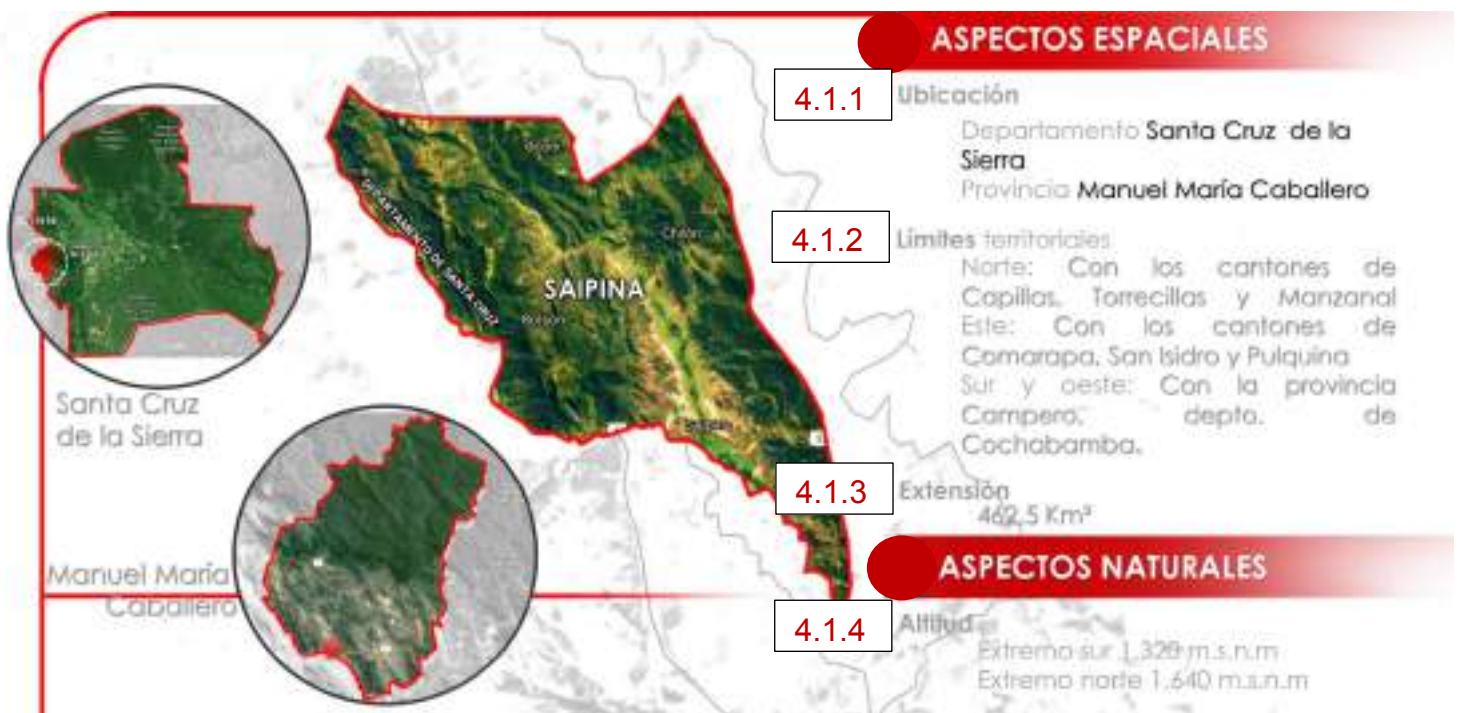 ASPECTOS ESPACIALES
4.1.1
Ubicación
Departamento Santa Cruz de la
Sierra
Provincia Manuel María Caballero
4.1.2
Límites territoriales
Norte: Con los cantones de
Capillas, Torrecillas y Manzanal
Este: Con los cantones de
Comarapa, San Isidro y Pulquina
Sur y oeste: Con la provincia
Campero, depto. de
Cochabamba.
4.1.3
Extensión
462.5 Km²
ASPECTOS NATURALES
4.1.4
Altitud
Extremo sur 1.320 m.s.n.m
Extremo norte 1.640 m.s.n.m
DEPARTAMENTO DE SANTA CRUZ
SAIPINA
Chilón
Santa Cruz
de la Sierra
Manuel María
Caballero